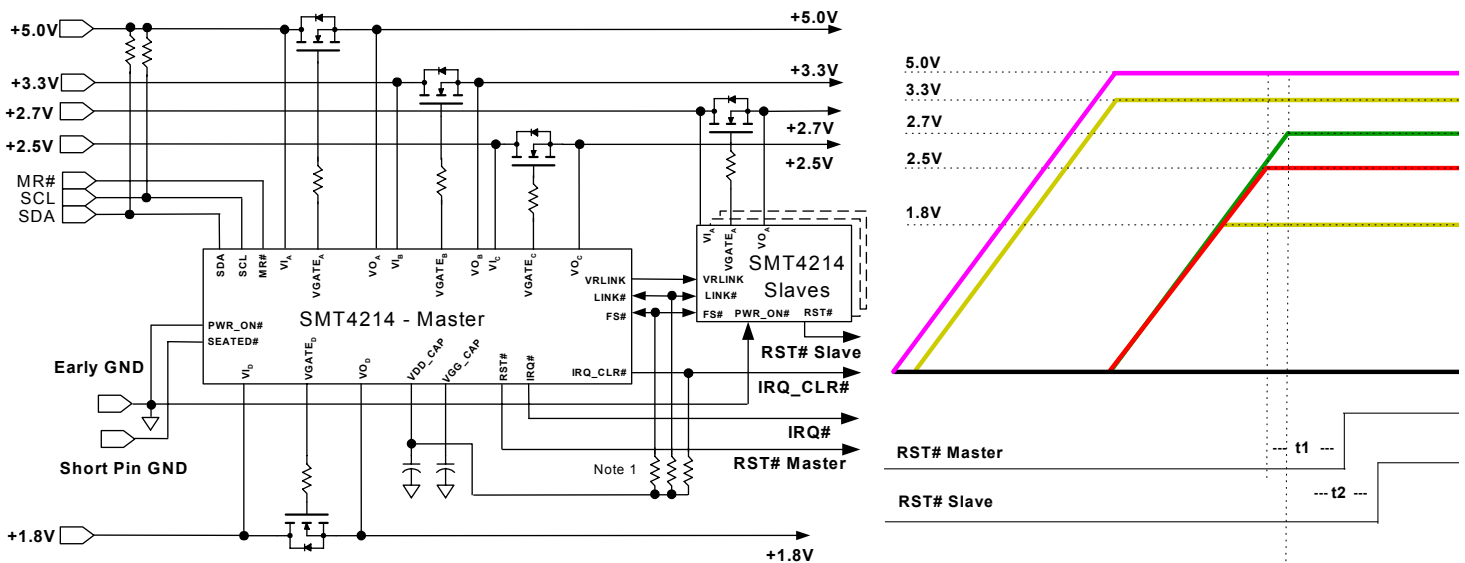 +5.0V
+5.0V
+3.3V
+3.3V
+2.7V
+2.7V
+2.5V
+2.5V
MR#
SCL
SDA
SDA
SCL
MR#
VIA
VGATEA
VOA
VIB
VGATEB
VOB
VIC
VGATEC
VOC
VRLINK
LINK#
FS#
SMT4214 - Master
PWR_ON#
SEATED#
VID
VGATED
VOD
VDD_CAP
VGG_CAP
RST#
IRQ#
IRQ_CLR#
VIA
VGATEA
VOA
VRLINK
SMT4214
LINK#
Slaves
FS#
PWR_ON#
RST#
RST# Slave
IRQ_CLR#
IRQ#
RST# Master
Early GND
Short Pin GND
Note 1
+1.8V
+1.8V
5.0V
3.3V
2.7V
2.5V
1.8V
RST# Master
--- t1 ---
RST# Slave
--- t2 ---